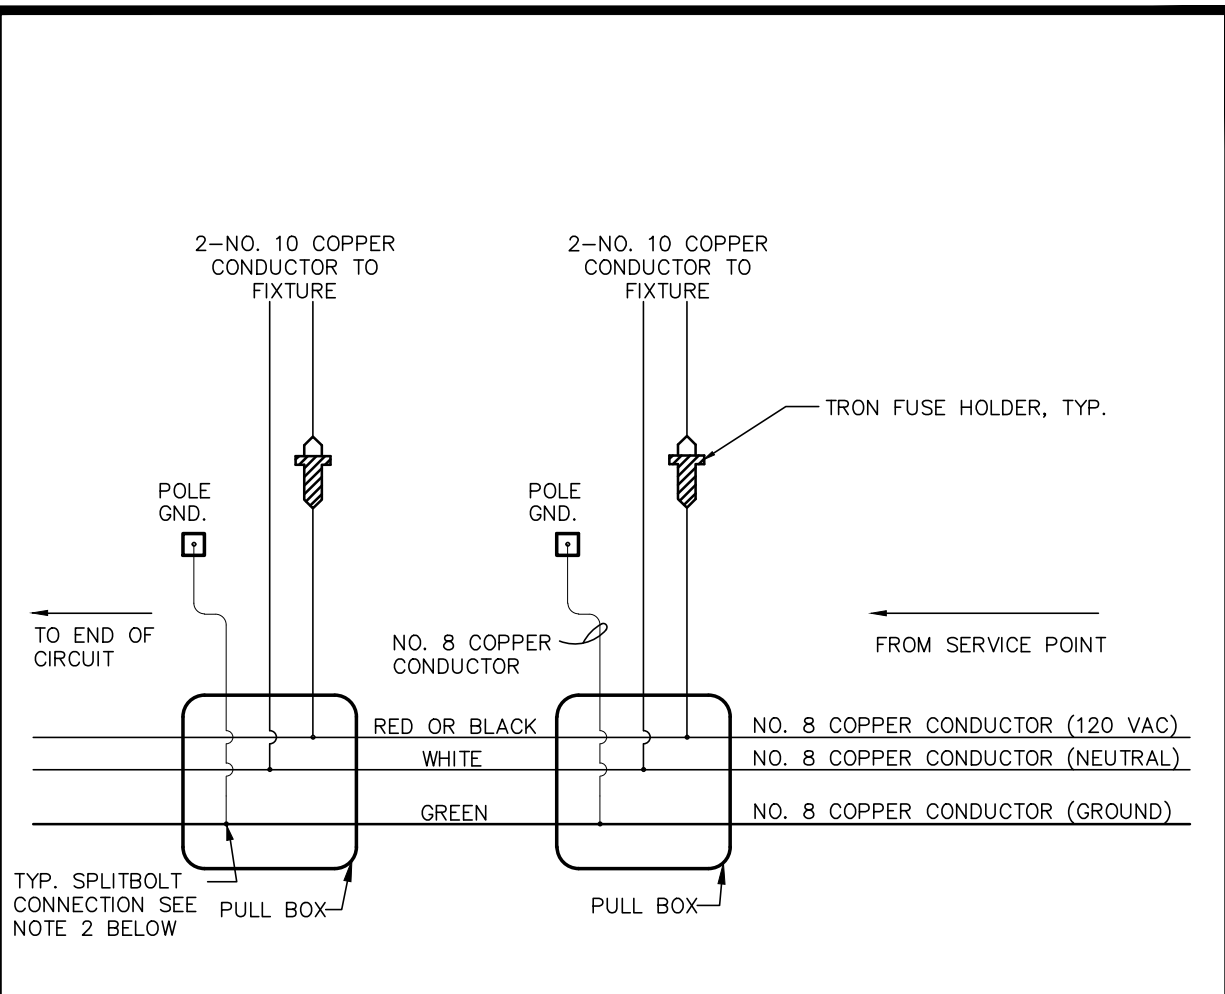 2-NO. 10 COPPER
CONDUCTOR TO
FIXTURE
2-NO. 10 COPPER
CONDUCTOR TO
FIXTURE
TRON FUSE HOLDER, TYP.
POLE
GND.
POLE
GND.
TO END OF
CIRCUIT
NO. 8 COPPER
CONDUCTOR
FROM SERVICE POINT
RED OR BLACK
NO. 8 COPPER CONDUCTOR (120 VAC)
WHITE
NO. 8 COPPER CONDUCTOR (NEUTRAL)
GREEN
NO. 8 COPPER CONDUCTOR (GROUND)
TYP. SPLITBOLT
CONNECTION SEE
NOTE 2 BELOW
PULL BOX
PULL BOX